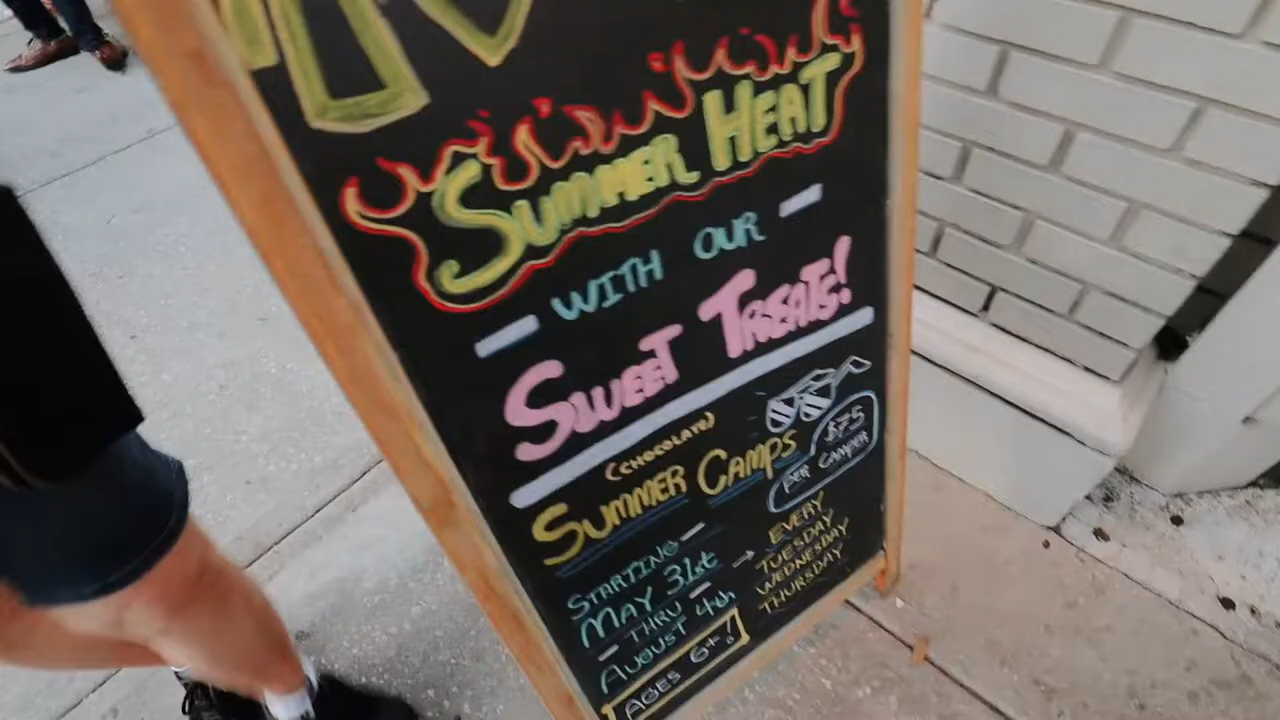 SUMMER HEAT
- WITH OUR -
SWEET TREATS!
(CHOCOLATE)
SUMMER CAMPS
$75
PER CAMPER
STARTING -
MAY 31st
- THRU -
AUGUST 4th
→ EVERY
TUESDAY
WEDNESDAY
THURSDAY
AGES 6+!